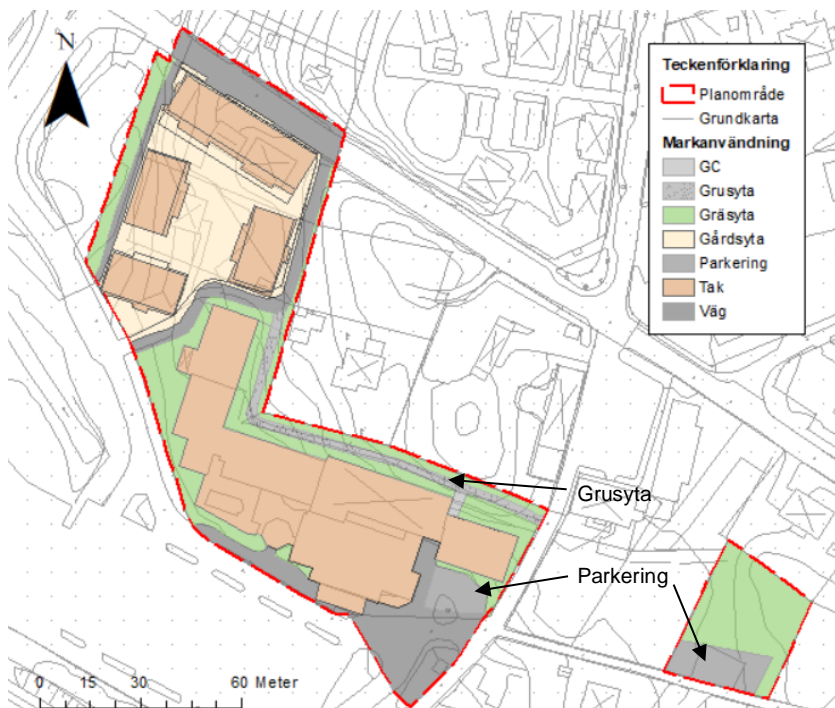 N
Teckenförklaring
Planområde
Grundkarta
Markanvändning
GC
Grusyta
Gräsyta
Gårdsyta
Parkering
Tak
Väg
Grusyta
Parkering
0 15 30 60 Meter